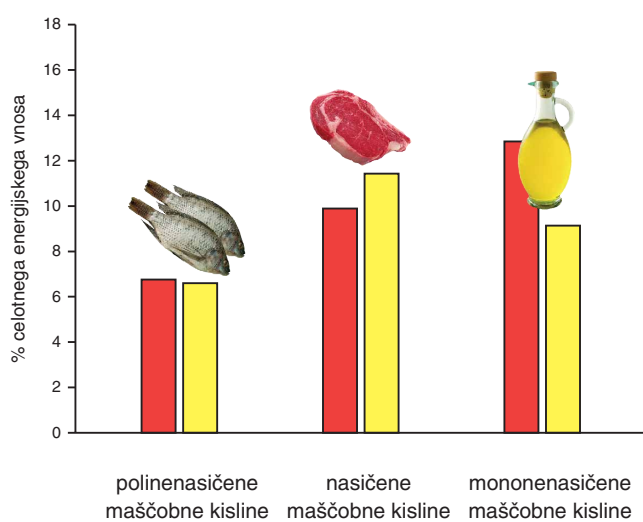 % celotnega energijskega vnosa
18
16
14
12
10
8
6
4
2
0
polinenasičene
maščobne kisline
nasičene
maščobne kisline
mononenasičene
maščobne kisline